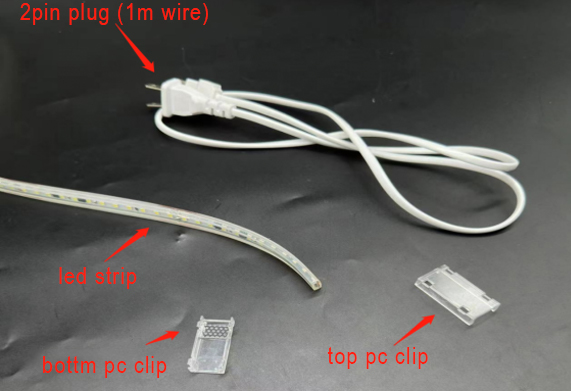 2pin plug (1m wire)
led strip
bottm pc clip
top pc clip